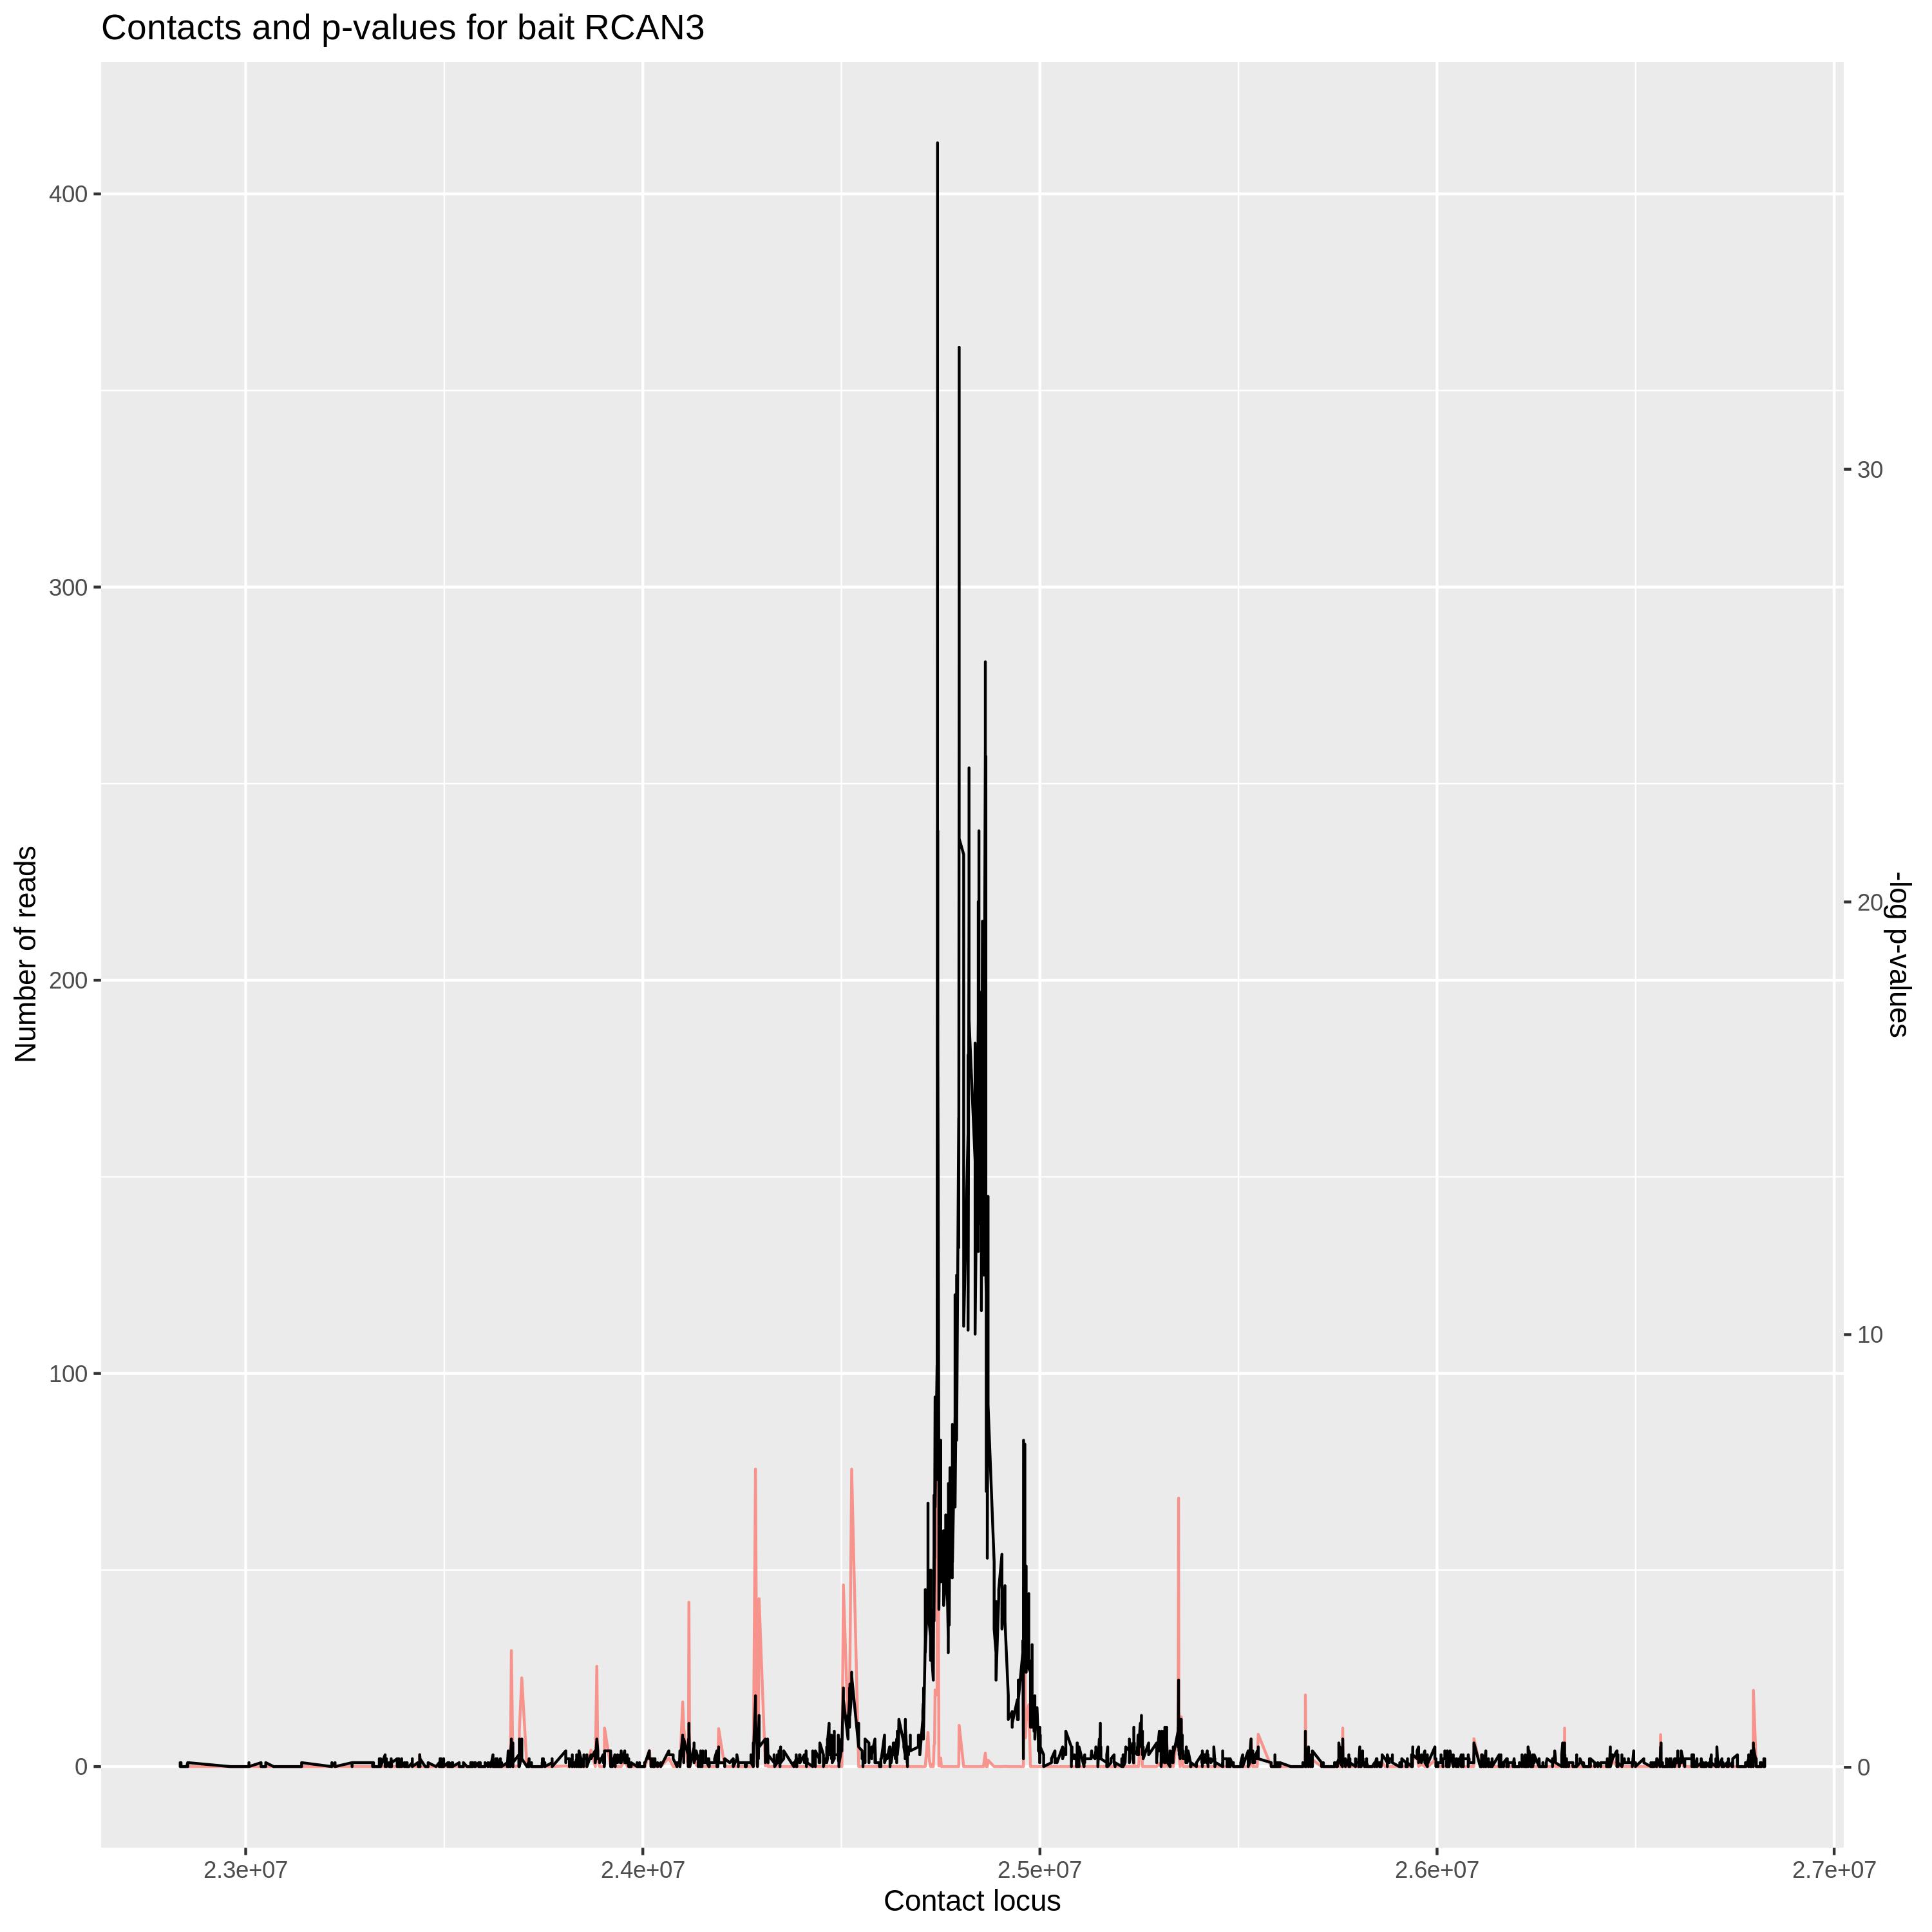 Contacts and p-values for bait RCAN3
400
300
200
100
0
Number of reads
30
20
10
0
-log p-values
2.3e+07
2.4e+07
2.5e+07
2.6e+07
2.7e+07
Contact locus